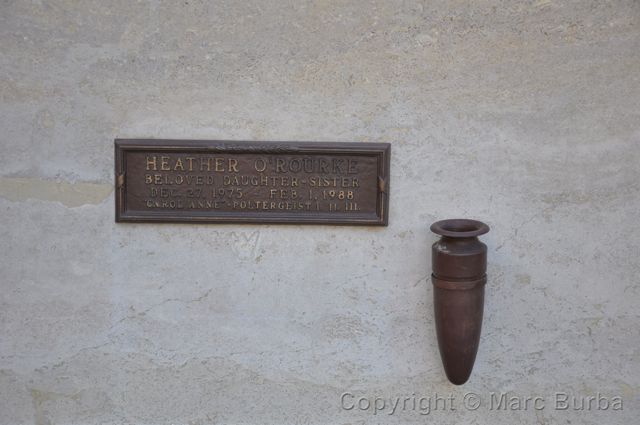 HEATHER O'ROURKE
BELOVED DAUGHTER - SISTER
DEC. 27, 1975 - FEB. 1, 1988
"CAROL ANNE" - POLTERGEIST I. II. III.
Copyright © Marc Burba